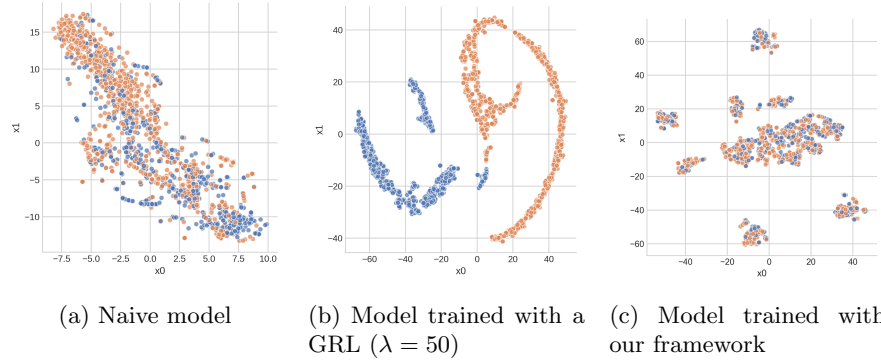 15
10
5
0
−5
−10
x1
−7.5 −5.0 −2.5 0.0 2.5 5.0 7.5 10.0
x0
40
20
0
−20
−40
x1
−60 −40 −20 0 20 40
x0
60
40
20
0
−20
−40
−60
x1
−40 −20 0 20 40
x0
(a) Naive model
(b) Model trained with a
GRL (λ = 50)
(c) Model trained with
our framework